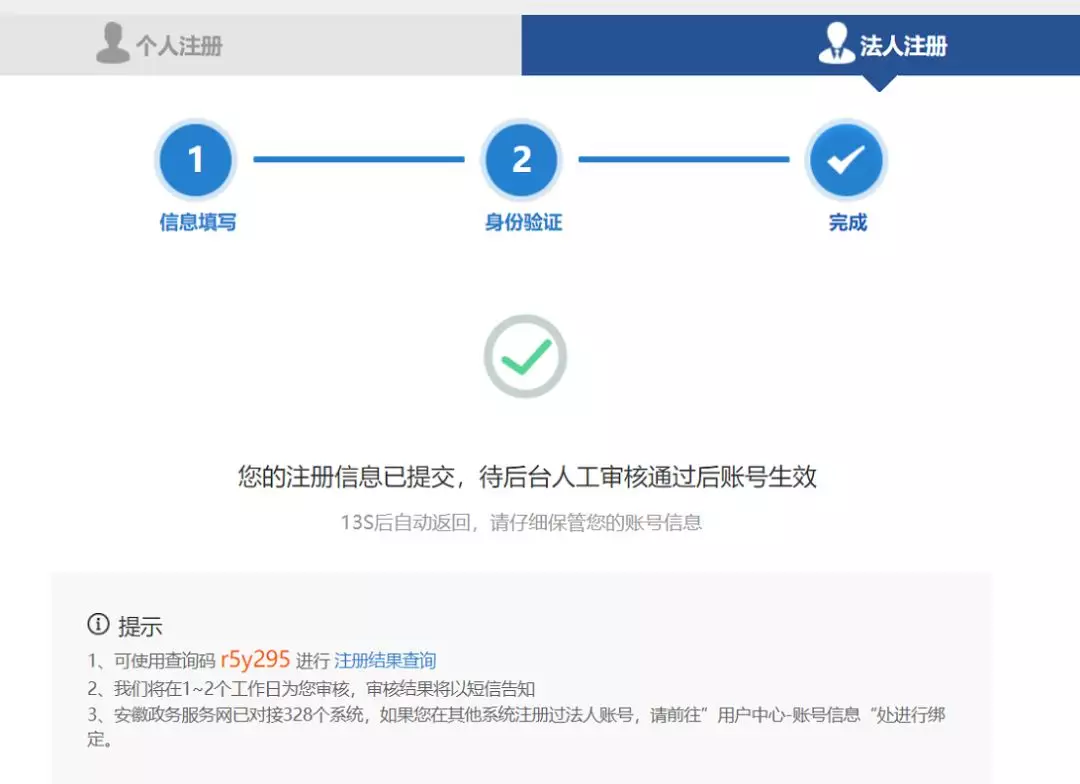 个人注册
法人注册
1
2
信息填写
身份验证
完成
您的注册信息已提交，待后台人工审核通过后账号生效
13S后自动返回，请仔细保管您的账号信息
提示
1、可使用查询码 r5y295 进行 注册结果查询
2、我们将在1~2个工作日为您审核，审核结果将以短信告知
3、安徽政务服务网已对接328个系统，如果您在其他系统注册过法人账号，请前往”用户中心-账号信息“处进行绑
定。